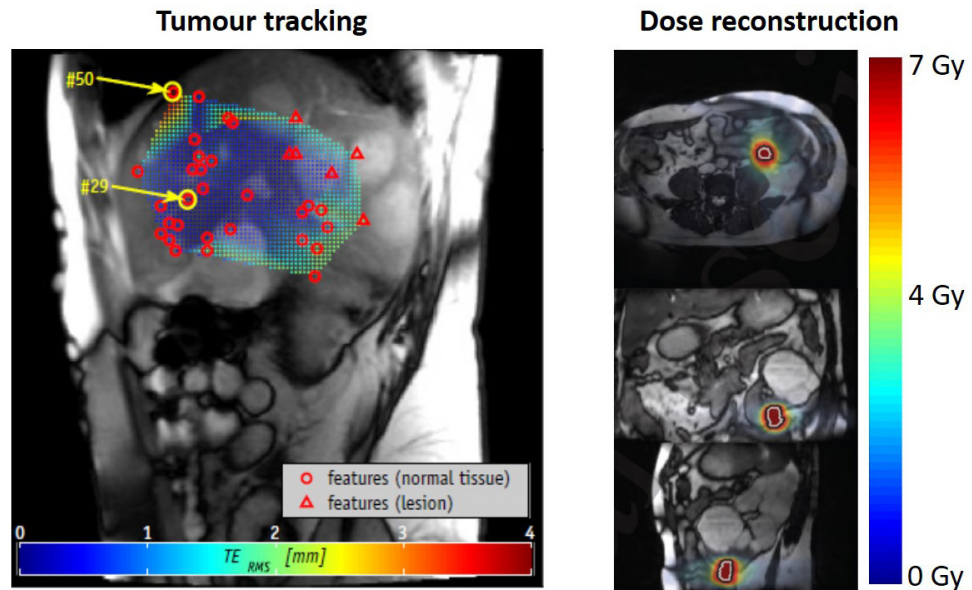 Tumour tracking
#50
#29
features (normal tissue)
features (lesion)
0 1 2 3 4
TE RMS [mm]
Dose reconstruction
7 Gy
4 Gy
0 Gy